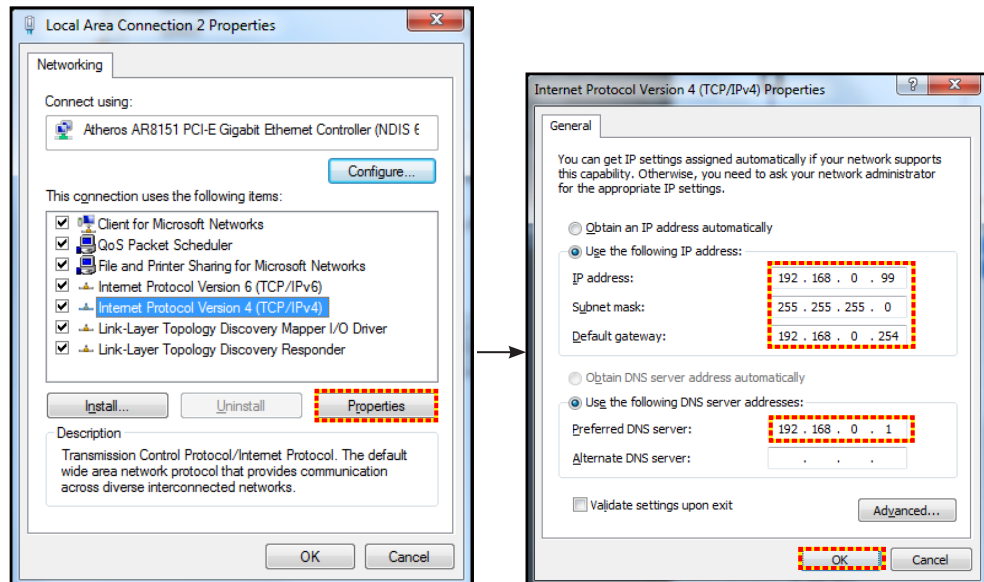 Local Area Connection 2 Properties
Networking
Connect using:
Atheros AR8151 PCI-E Gigabit Ethernet Controller (NDIS 6
Configure...
This connection uses the following items:
Client for Microsoft Networks
QoS Packet Scheduler
File and Printer Sharing for Microsoft Networks
Internet Protocol Version 6 (TCP/IPv6)
Internet Protocol Version 4 (TCP/IPv4)
Link-Layer Topology Discovery Mapper I/O Driver
Link-Layer Topology Discovery Responder
Install...
Uninstall
Properties
Description
Transmission Control Protocol/Internet Protocol. The default
wide area network protocol that provides communication
across diverse interconnected networks.
OK
Cancel
Internet Protocol Version 4 (TCP/IPv4) Properties
General
You can get IP settings assigned automatically if your network supports
this capability. Otherwise, you need to ask your network administrator
for the appropriate IP settings.
Obtain an IP address automatically
Use the following IP address:
IP address: 192 . 168 . 0 . 99
Subnet mask: 255 . 255 . 255 . 0
Default gateway: 192 . 168 . 0 . 254
Obtain DNS server address automatically
Use the following DNS server addresses:
Preferred DNS server: 192 . 168 . 0 . 1
Alternate DNS server: . . .
Validate settings upon exit
Advanced...
OK
Cancel